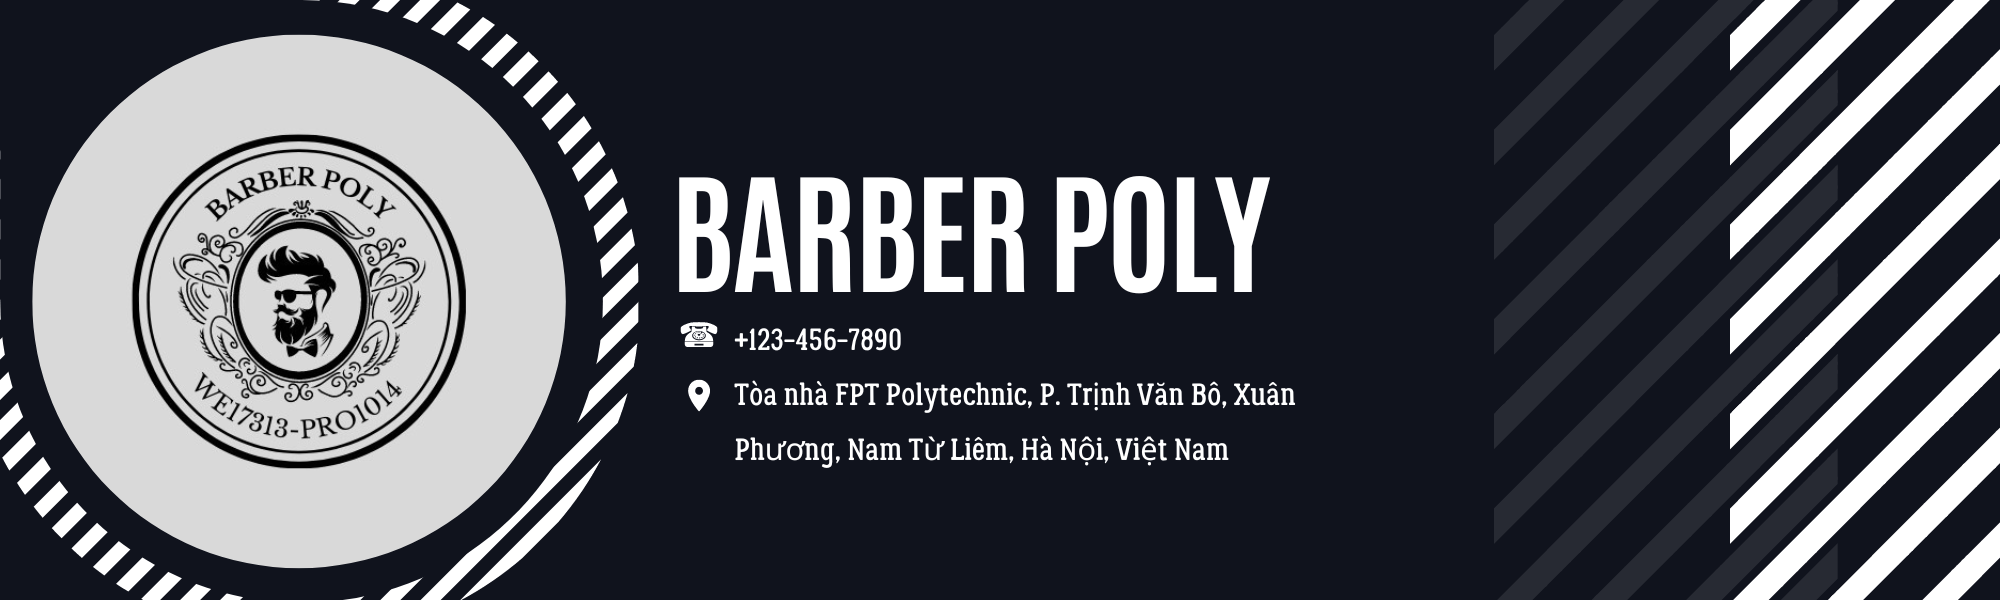 BARBER POLY
WE17313-PRO1014
BARBER POLY
+123-456-7890
Tòa nhà FPT Polytechnic, P. Trịnh Văn Bô, Xuân
Phương, Nam Từ Liêm, Hà Nội, Việt Nam